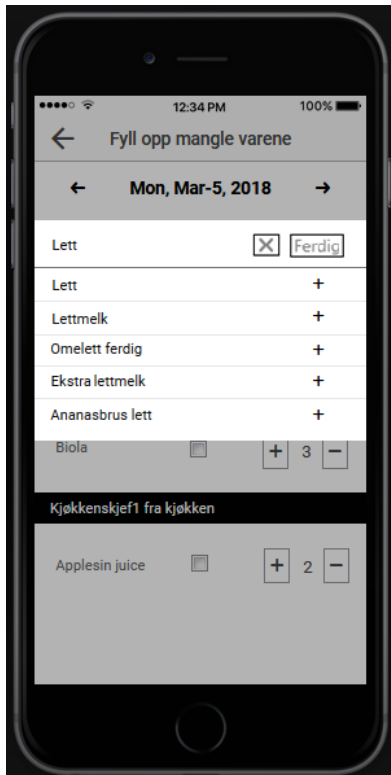 12:34 PM 100%
Fyll opp mangle varene
Mon, Mar-5, 2018
Lett Ferdig
Lett +
Lettmelk +
Omelett ferdig +
Ekstra lettmelk +
Ananasbrus lett +
Biola + 3 −
Kjøkkenskjef1 fra kjøkken
Applesin juice + 2 −